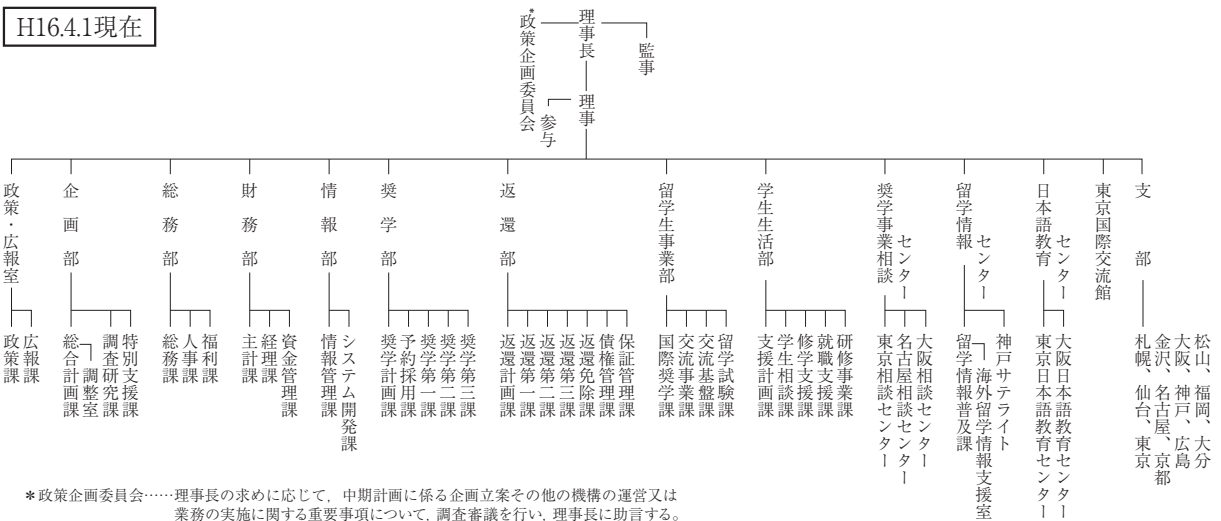 H16.4.1現在
*政策企画委員会
理事長
監事
理事
参与
政策・広報室
企画部
総務部
財務部
情報部
奨学部
返還部
留学生事業部
学生生活部
奨学事業相談センター
留学情報センター
日本語教育センター
東京国際交流館
支部
政策課
広報課
総合計画課
調整室
調査研究課
特別支援課
総務課
人事課
福利課
主計課
経理課
資金管理課
情報管理課
システム開発課
奨学計画課
予約採用課
奨学第一課
奨学第二課
奨学第三課
返還計画課
返還第一課
返還第二課
返還第三課
返還免除課
債権管理課
保証管理課
国際奨学課
交流事業課
交流基盤課
留学試験課
支援計画課
学生相談課
修学支援課
就職支援課
研修事業課
東京相談センター
名古屋相談センター
大阪相談センター
留学情報普及課
海外留学情報支援室
神戸サテライト
東京日本語教育センター
大阪日本語教育センター
札幌、仙台、東京
金沢、名古屋、京都
大阪、神戸、広島
松山、福岡、大分
*政策企画委員会……理事長の求めに応じて，中期計画に係る企画立案その他の機構の運営又は
業務の実施に関する重要事項について，調査審議を行い，理事長に助言する。